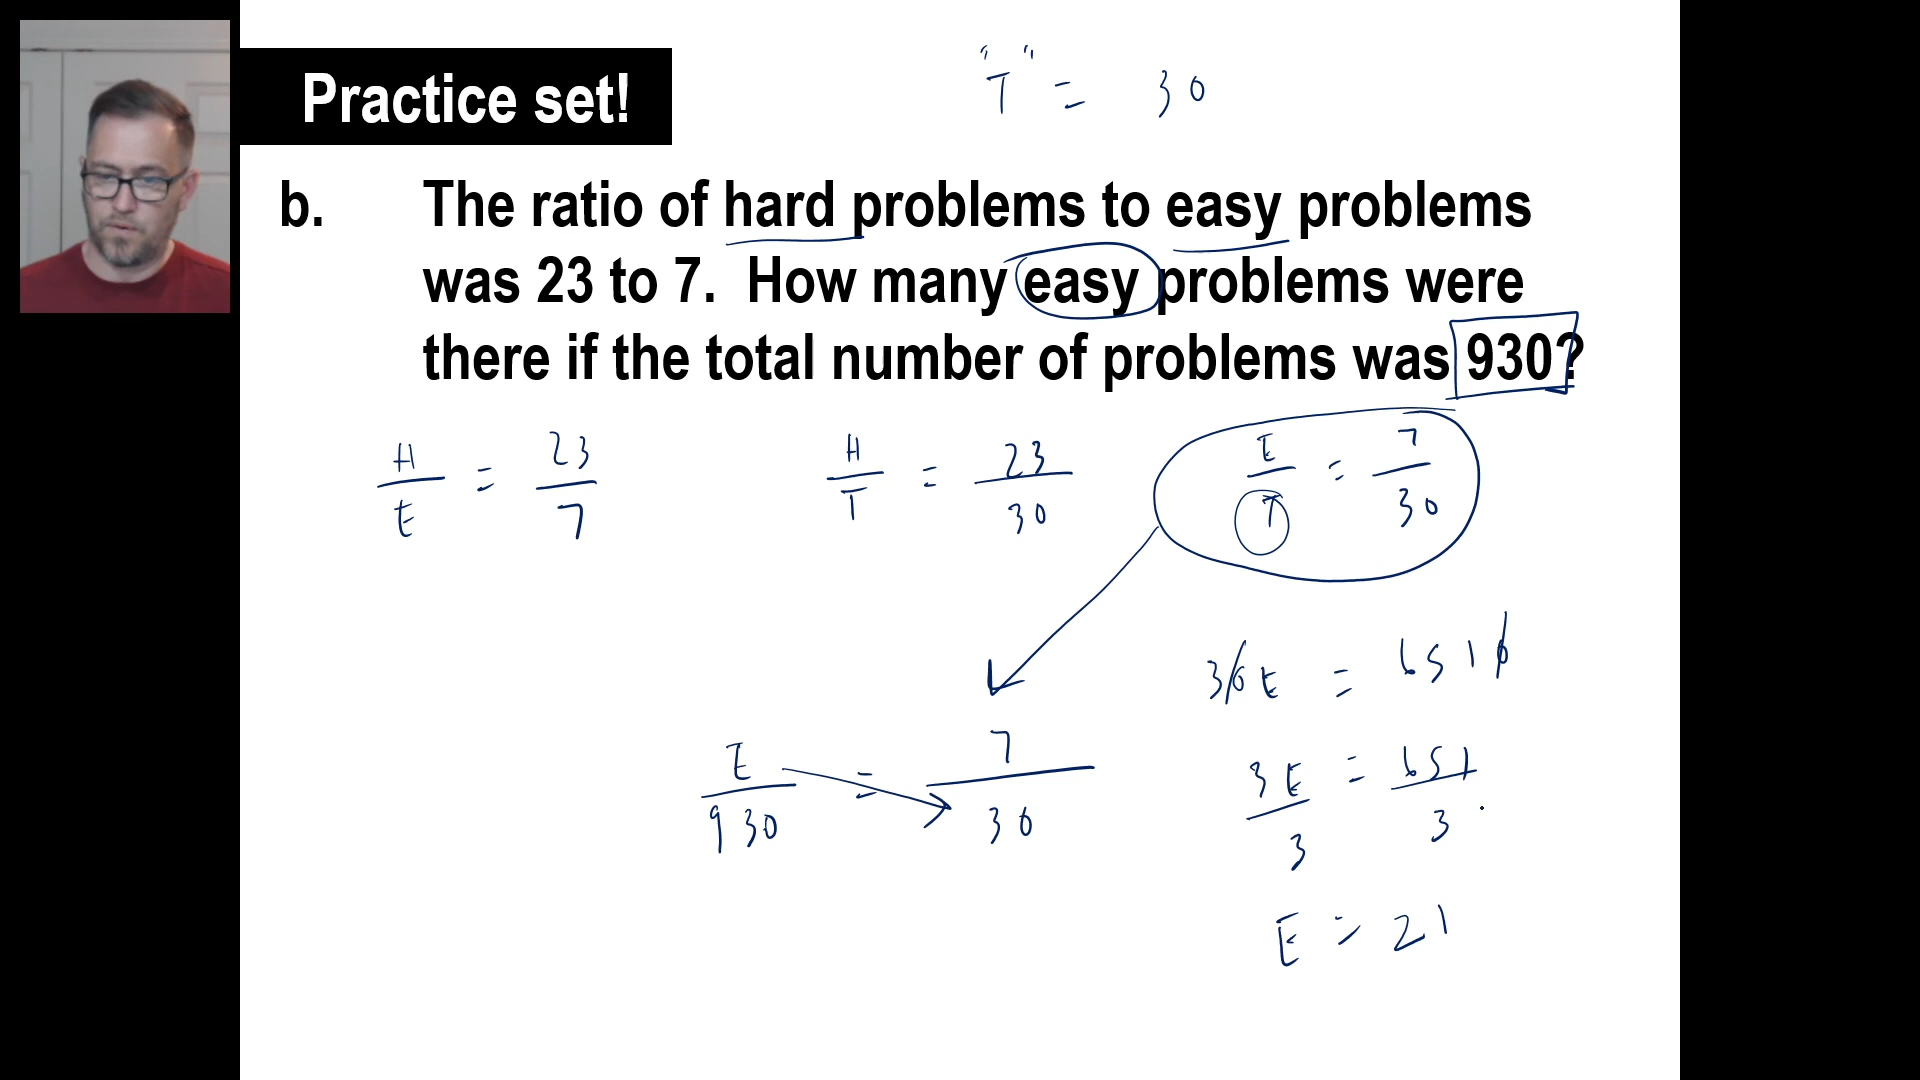 "T" = 30
Practice set!
b. The ratio of hard problems to easy problems
was 23 to 7. How many easy problems were
there if the total number of problems was 930?
H/E = 23/7 H/T = 23/30 E/T = 7/30
30E = 6510
E/930 = 7/30
3E/3 = 651/3
E = 21